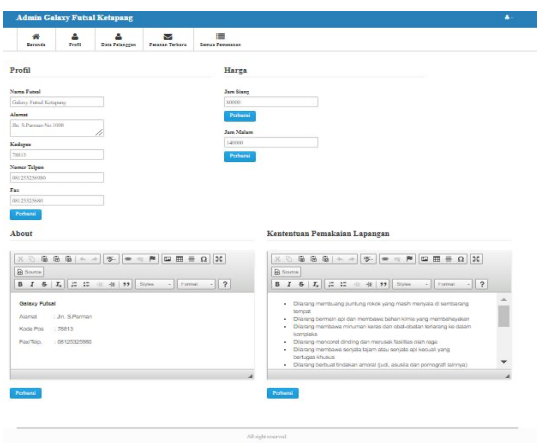 Admin Galaxy Futsal Ketapang
Beranda Profil Data Pelanggan Pesanan Terbaru Semua Pemesanan
Profil
Nama Futsal
Galaxy Futsal Ketapang
Alamat
Jln. S.Parman No.1098
Kodepos
78813
Nomor Telpon
Fax
Perbarui
Harga
Jam Siang
Perbarui
Jam Malam
140000
Perbarui
About
Source
Styles Format ?
Galaxy Futsal
Alamat : Jln. S.Parman
Kode Pos : 78813
Fax/Telp. : 08125325980
Perbarui
Kententuan Pemakaian Lapangan
Source
Styles Format ?
Dilarang membuang puntung rokok yang masih menyala di sembarang
tempat
Dilarang bermain api dan membawa bahan kimia yang membahayakan
Dilarang membawa minuman keras dan obat-obatan terlarang ke dalam
kompleks
Dilarang mencoret dinding dan merusak fasilitas olah raga
Dilarang membawa senjata tajam atau senjata api kecuali yang
bertugas khusus
Dilarang berbuat tindakan amoral (judi, asusila dan pornografi lainnya)
Perbarui
All right reserved.